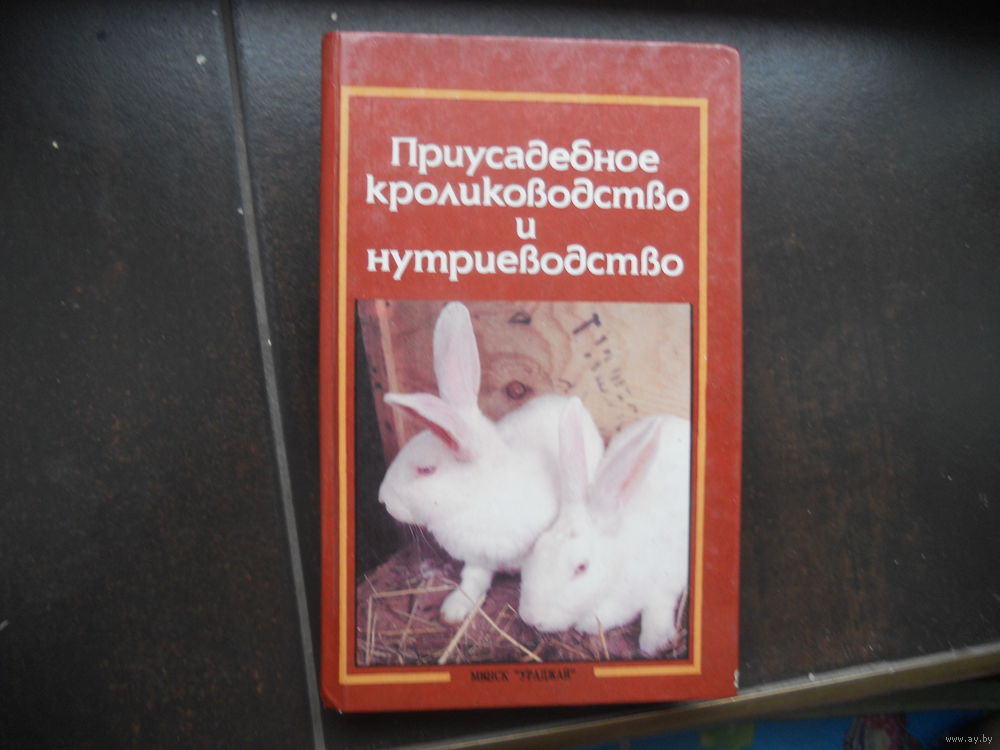 Приусадебное
кролиководство
и
нутриеводство
МИНСК "УРАДЖАЙ"
www.ay.by